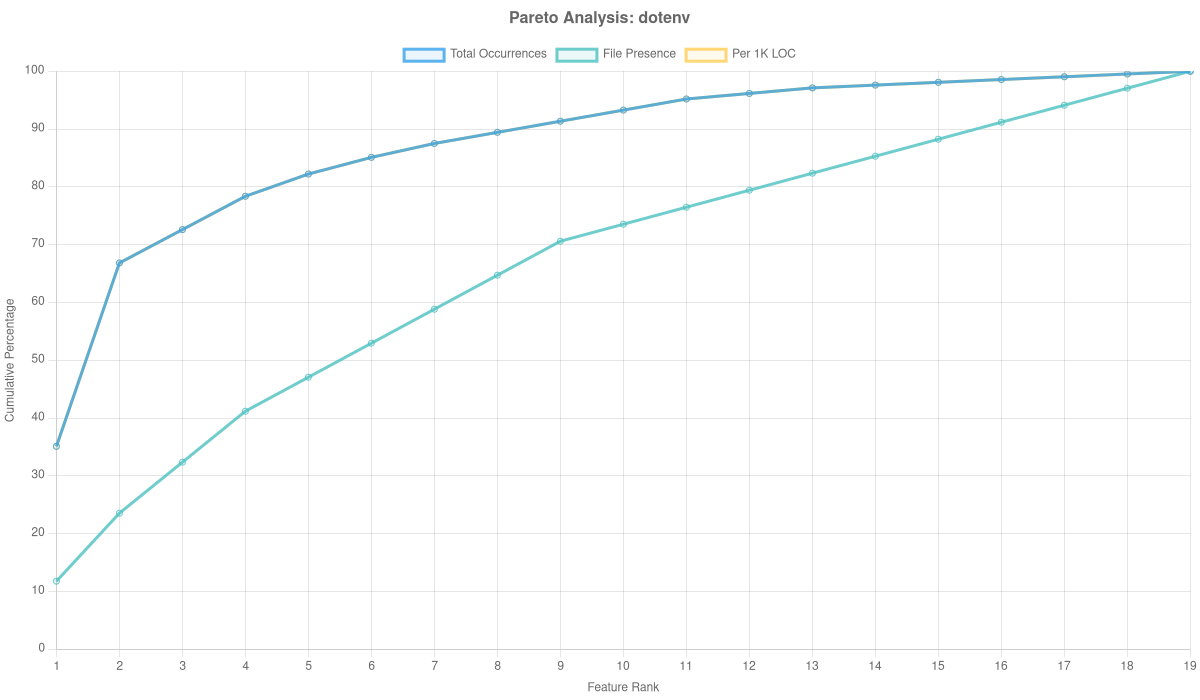 Pareto Analysis: dotenv
Total Occurrences File Presence Per 1K LOC
100
90
80
70
60
50
40
30
20
10
0
Cumulative Percentage
1 2 3 4 5 6 7 8 9 10 11 12 13 14 15 16 17 18 19
Feature Rank